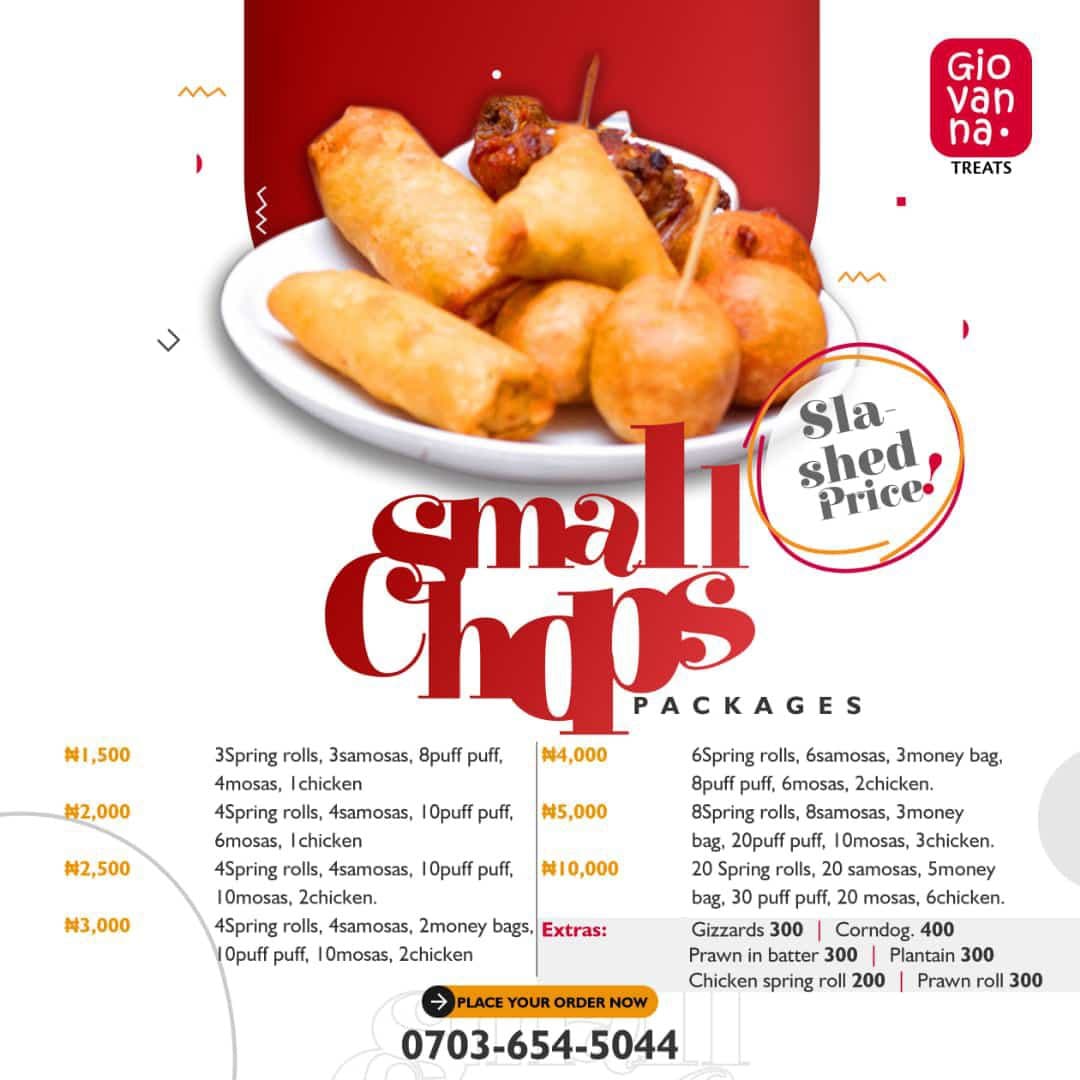 Gio
van
na•
TREATS
Sla-
shed
Price!
small
Chops
PACKAGES
₦1,500 3Spring rolls, 3samosas, 8puff puff,
4mosas, 1chicken
₦2,000 4Spring rolls, 4samosas, 10puff puff,
6mosas, 1chicken
₦2,500 4Spring rolls, 4samosas, 10puff puff,
10mosas, 2chicken.
₦3,000 4Spring rolls, 4samosas, 2money bags,
10puff puff, 10mosas, 2chicken
₦4,000 6Spring rolls, 6samosas, 3money bag,
8puff puff, 6mosas, 2chicken.
₦5,000 8Spring rolls, 8samosas, 3money
bag, 20puff puff, 10mosas, 3chicken.
₦10,000 20 Spring rolls, 20 samosas, 5money
bag, 30 puff puff, 20 mosas, 6chicken.
Extras: Gizzards 300 | Corndog. 400
Prawn in batter 300 | Plantain 300
Chicken spring roll 200 | Prawn roll 300
PLACE YOUR ORDER NOW
0703-654-5044